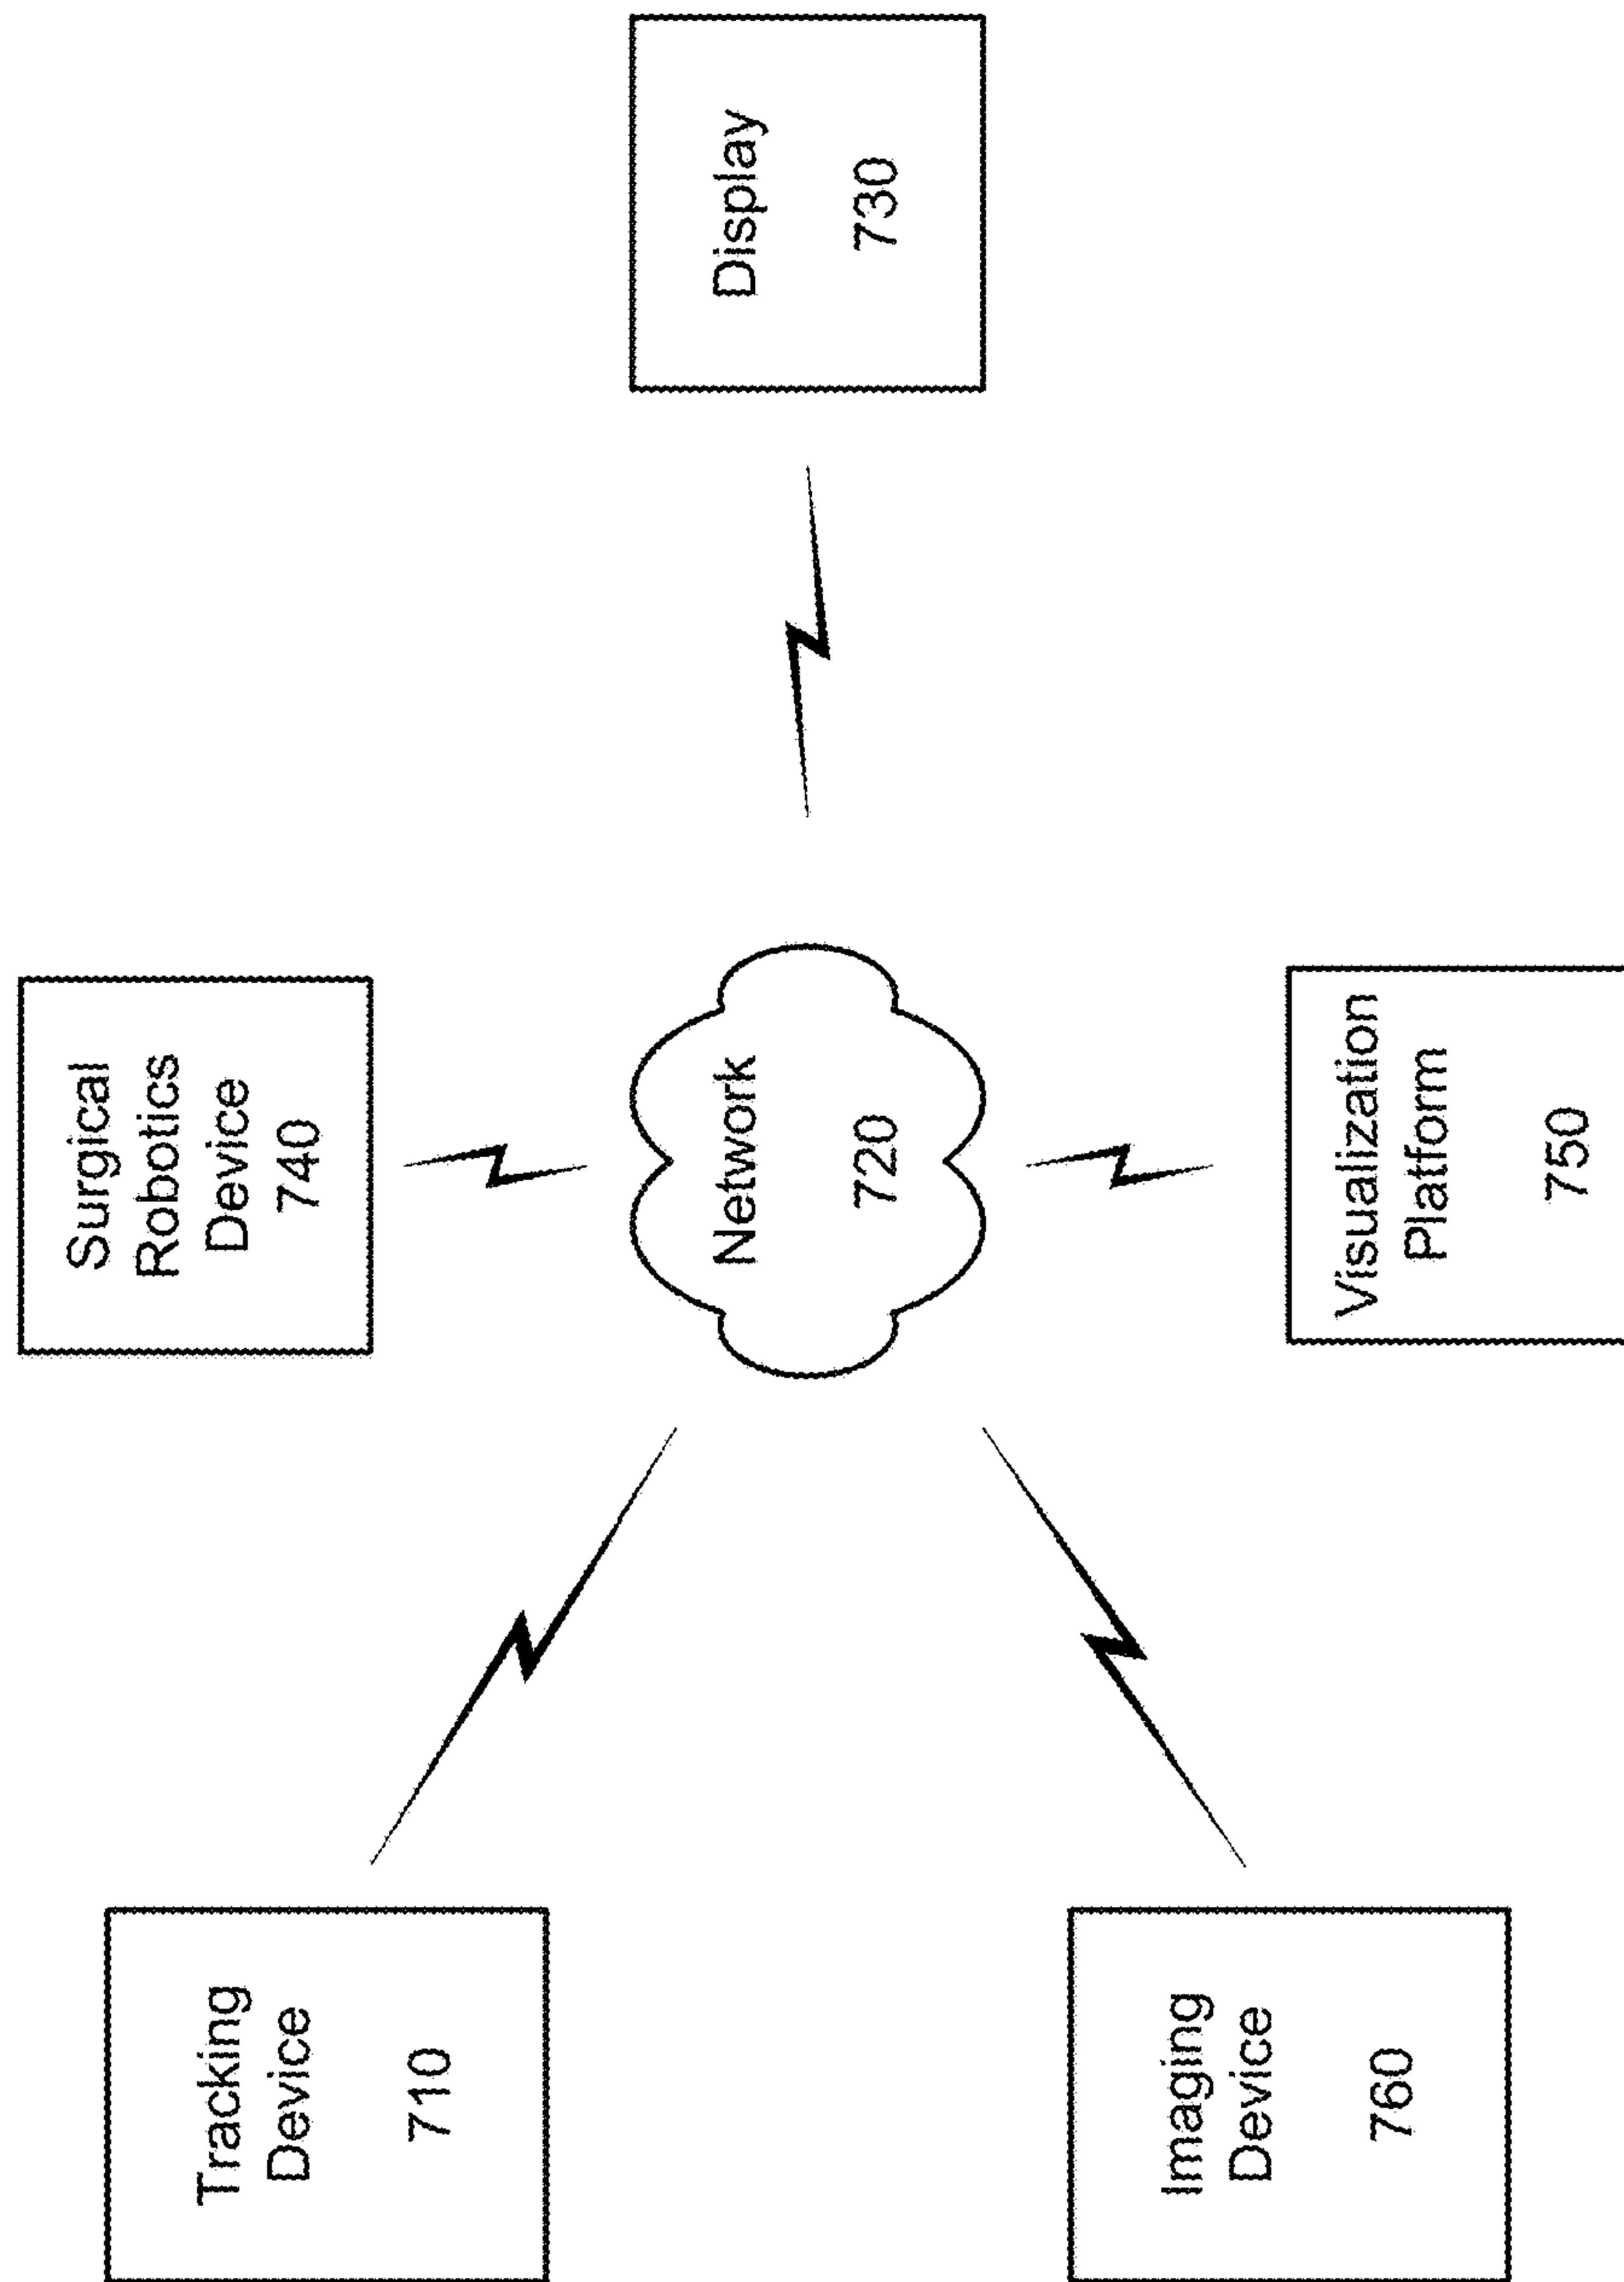 Surgical
Robotics
Device
740
Tracking
Device
710
Network
720
Display
730
Imaging
Device
760
Visualization
Platform
750